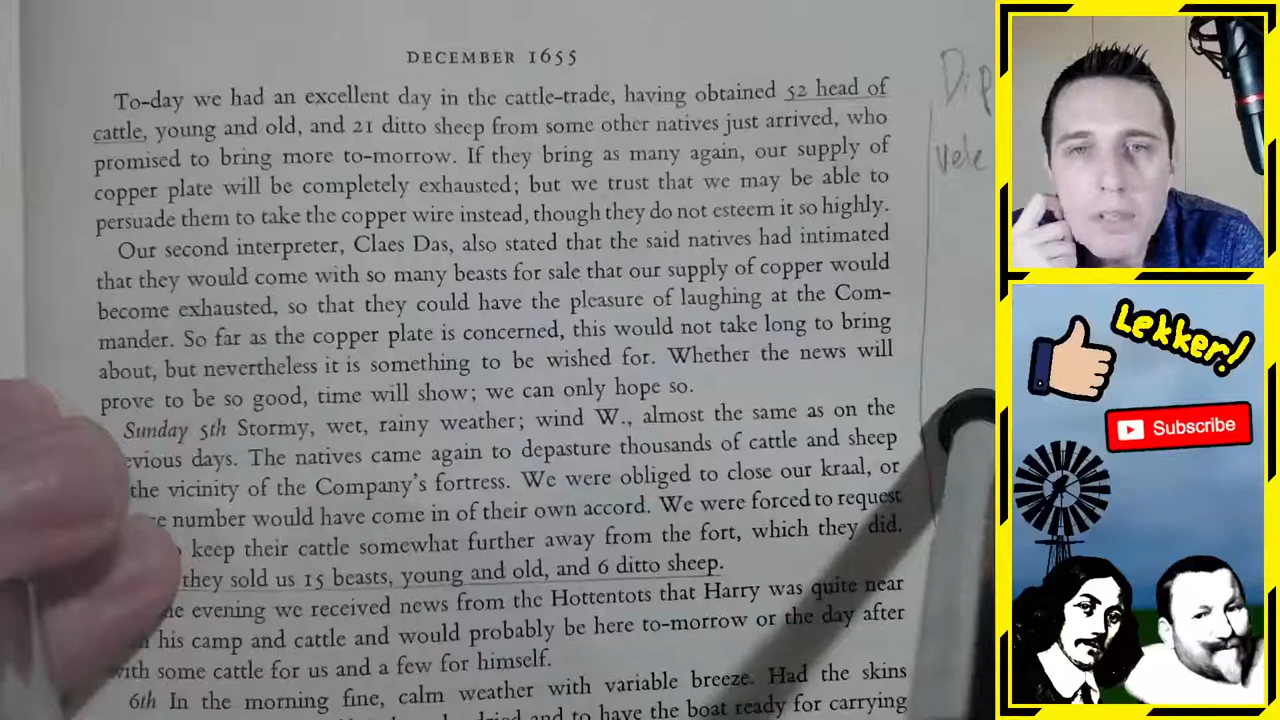 DECEMBER 1655
To-day we had an excellent day in the cattle-trade, having obtained 52 head of
cattle, young and old, and 21 ditto sheep from some other natives just arrived, who
promised to bring more to-morrow. If they bring as many again, our supply of
copper plate will be completely exhausted; but we trust that we may be able to
persuade them to take the copper wire instead, though they do not esteem it so highly.
Our second interpreter, Claes Das, also stated that the said natives had intimated
that they would come with so many beasts for sale that our supply of copper would
become exhausted, so that they could have the pleasure of laughing at the Com-
mander. So far as the copper plate is concerned, this would not take long to bring
about, but nevertheless it is something to be wished for. Whether the news will
prove to be so good, time will show; we can only hope so.
Sunday 5th Stormy, wet, rainy weather; wind W., almost the same as on the
evious days. The natives came again to depasture thousands of cattle and sheep
the vicinity of the Company's fortress. We were obliged to close our kraal, or
number would have come in of their own accord. We were forced to request
keep their cattle somewhat further away from the fort, which they did.
they sold us 15 beasts, young and old, and 6 ditto sheep.
evening we received news from the Hottentots that Harry was quite near
his camp and cattle and would probably be here to-morrow or the day after
with some cattle for us and a few for himself.
6th In the morning fine, calm weather with variable breeze. Had the skins
and to have the boat ready for carrying
Dip
vele
Lekker!
Subscribe